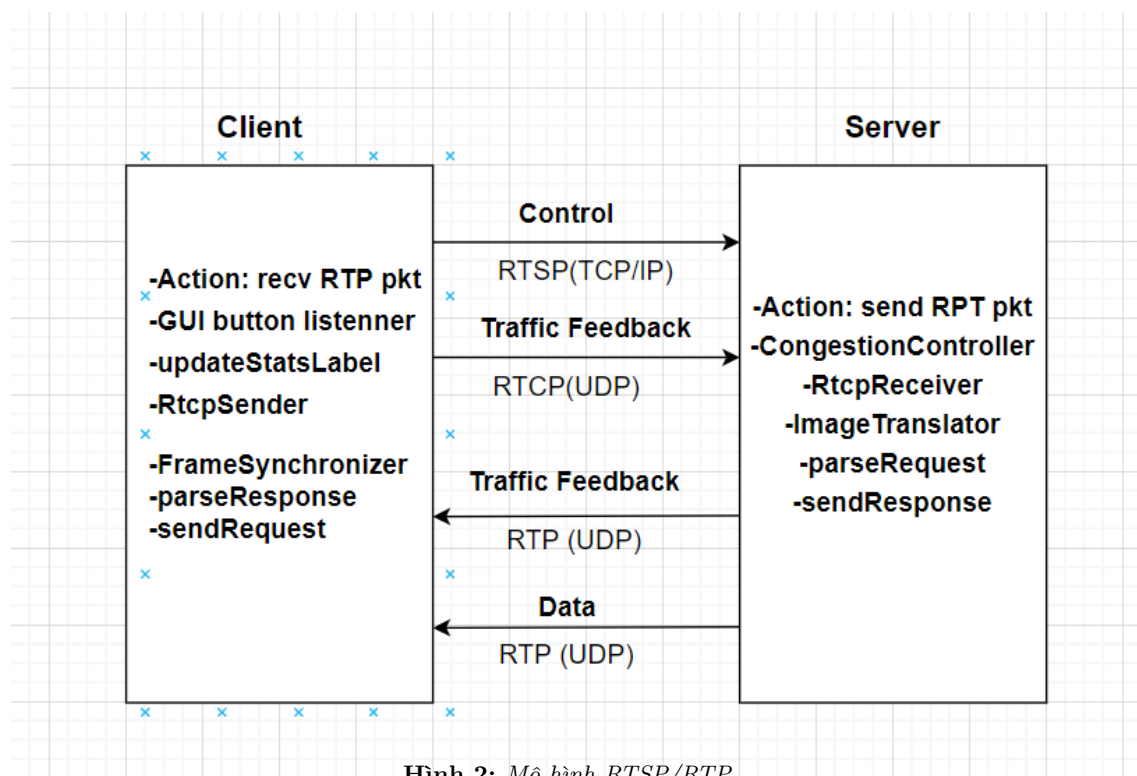 Client
Server
Control
RTSP(TCP/IP)
Traffic Feedback
RTCP(UDP)
Traffic Feedback
RTP (UDP)
Data
RTP (UDP)
-Action: recv RTP pkt
-GUI button listenner
-updateStatsLabel
-RtcpSender
-FrameSynchronizer
-parseResponse
-sendRequest
-Action: send RPT pkt
-CongestionController
-RtcpReceiver
-ImageTranslator
-parseRequest
-sendResponse
Hình 2: Mô hình RTSP/RTP